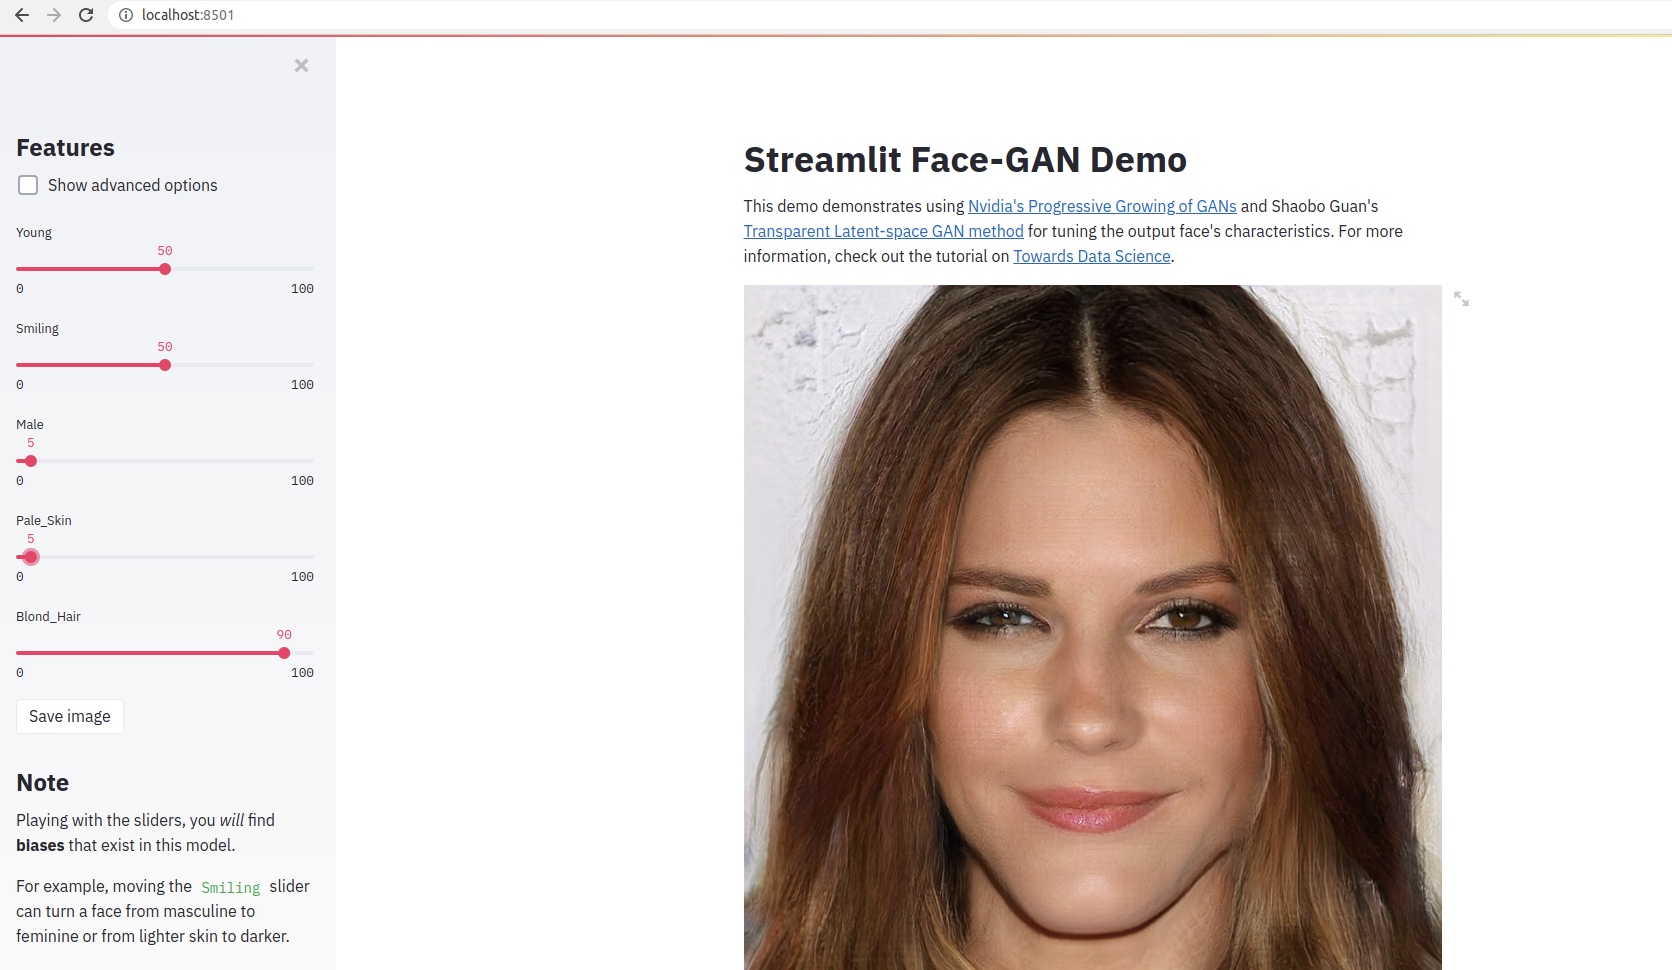 localhost:8501
Features
Show advanced options
Young
50
0 100
Smiling
50
0 100
Male
5
0 100
Pale_Skin
5
0 100
Blond_Hair
90
0 100
Save image
Note
Playing with the sliders, you will find
biases that exist in this model.
For example, moving the Smiling slider
can turn a face from masculine to
feminine or from lighter skin to darker.
Streamlit Face-GAN Demo
This demo demonstrates using Nvidia's Progressive Growing of GANs and Shaobo Guan's
Transparent Latent-space GAN method for tuning the output face's characteristics. For more
information, check out the tutorial on Towards Data Science.